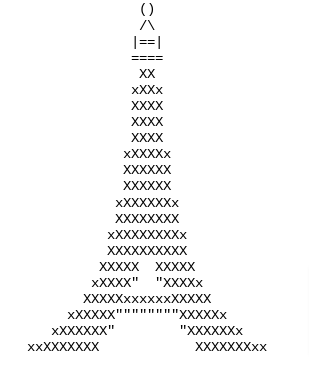 ()
/\
|==|
====
XX
xXXx
XXXX
XXXX
XXXX
xXXXXx
XXXXXX
XXXXXX
xXXXXXXx
XXXXXXXX
xXXXXXXXXx
XXXXXXXXXX
XXXXX  XXXXX
xXXXX"  "XXXXx
XXXXXxxxxxxXXXXX
xXXXXX""""""""XXXXXx
xXXXXXX"        "XXXXXXx
xxXXXXXXX            XXXXXXXxx